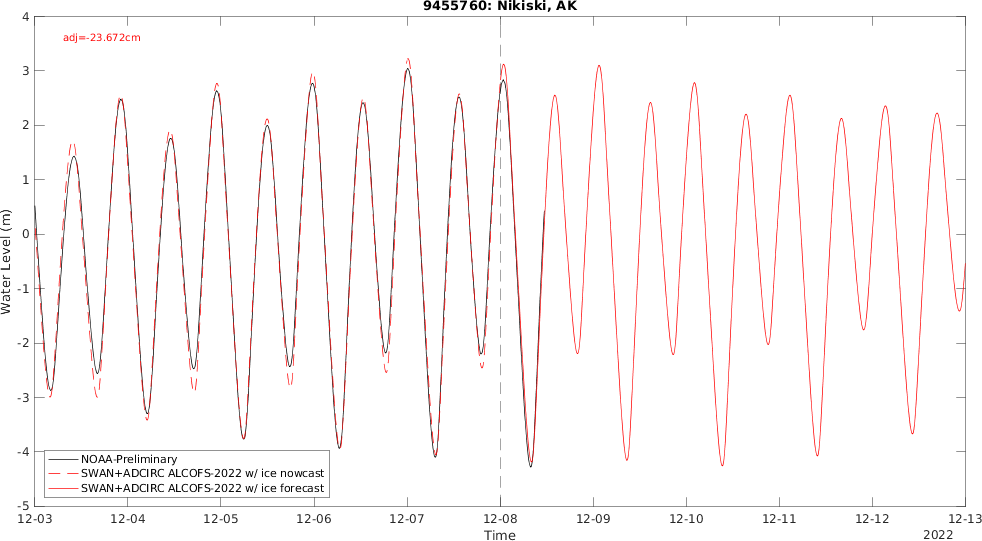 9455760: Nikiski, AK
adj=-23.672cm
4
3
2
1
0
-1
-2
-3
-4
-5
Water Level (m)
NOAA-Preliminary
SWAN+ADCIRC ALCOFS-2022 w/ ice nowcast
SWAN+ADCIRC ALCOFS-2022 w/ ice forecast
12-03 12-04 12-05 12-06 12-07 12-08 12-09 12-10 12-11 12-12 12-13
Time
2022